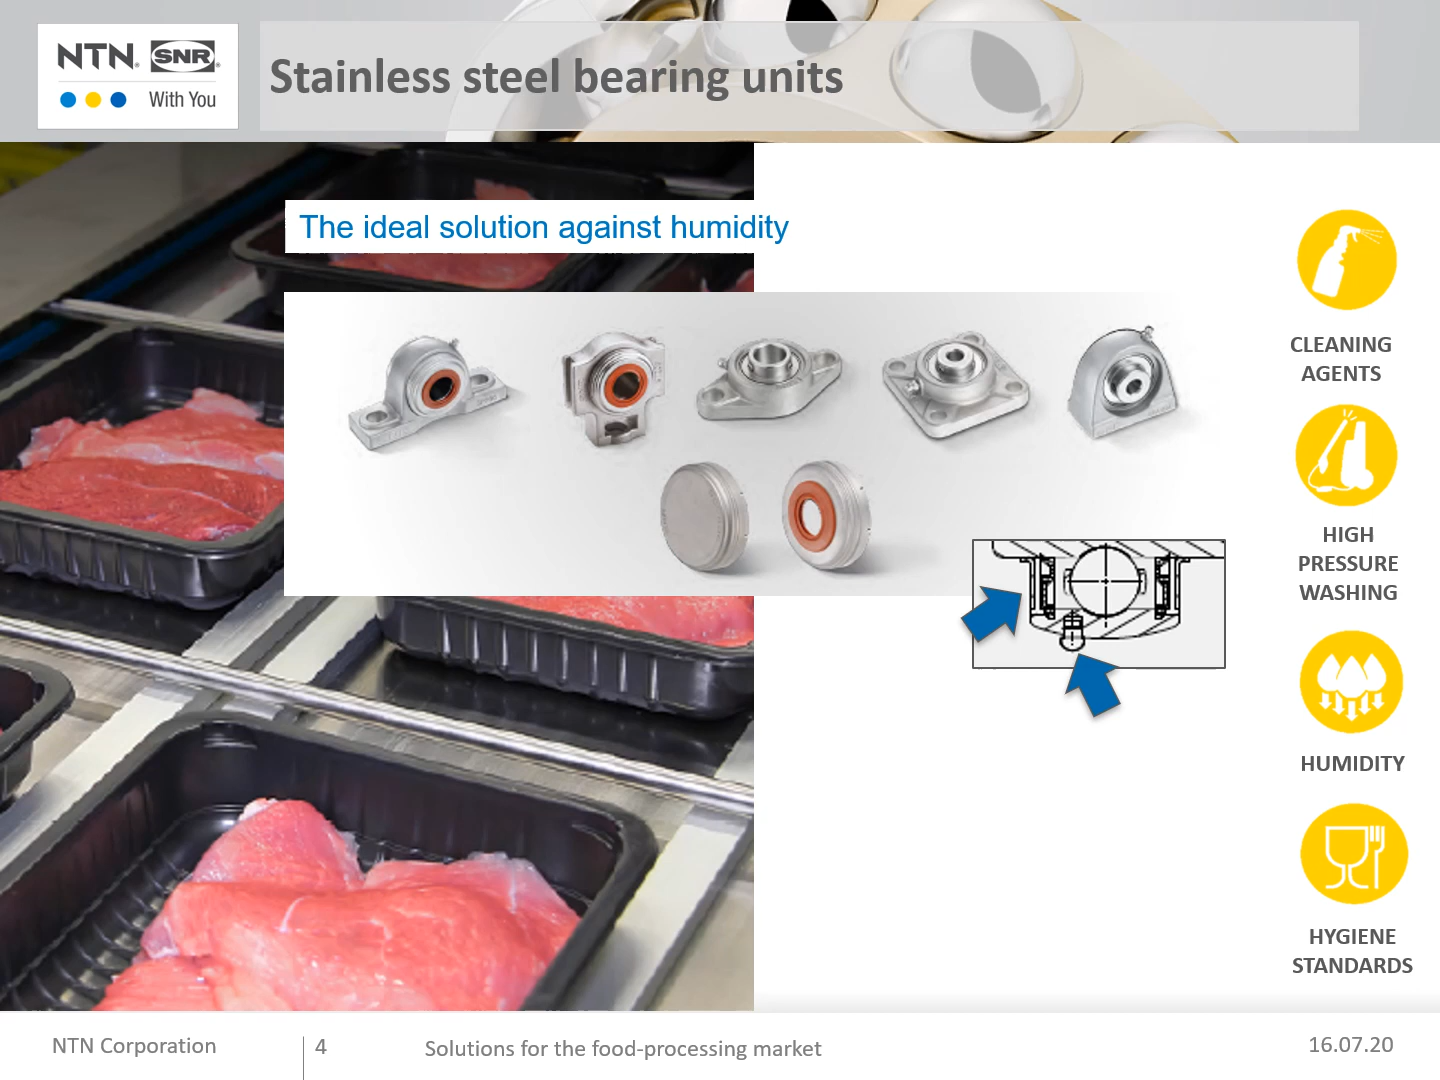 NTN. SNR.
With You
Stainless steel bearing units
The ideal solution against humidity
CLEANING
AGENTS
HIGH
PRESSURE
WASHING
HUMIDITY
HYGIENE
STANDARDS
NTN Corporation
4
Solutions for the food-processing market
16.07.20